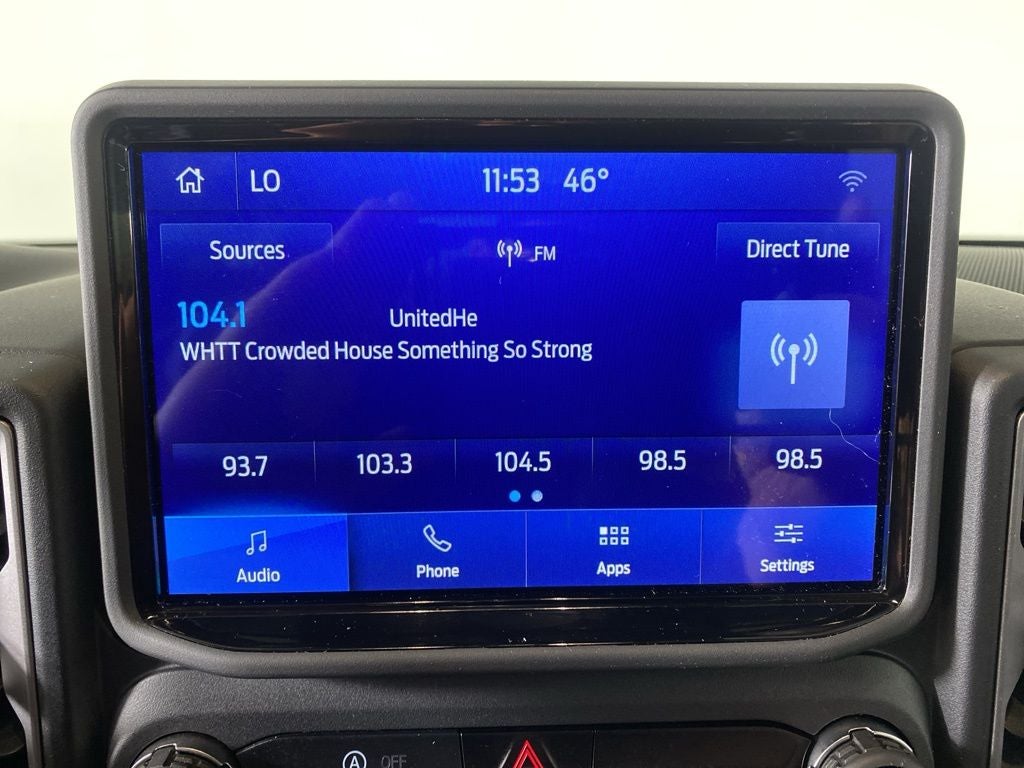 LO 11:53 46°
Sources FM Direct Tune
104.1 UnitedHe
WHTT Crowded House Something So Strong
93.7 103.3 104.5 98.5 98.5
Audio Phone Apps Settings
A OFF